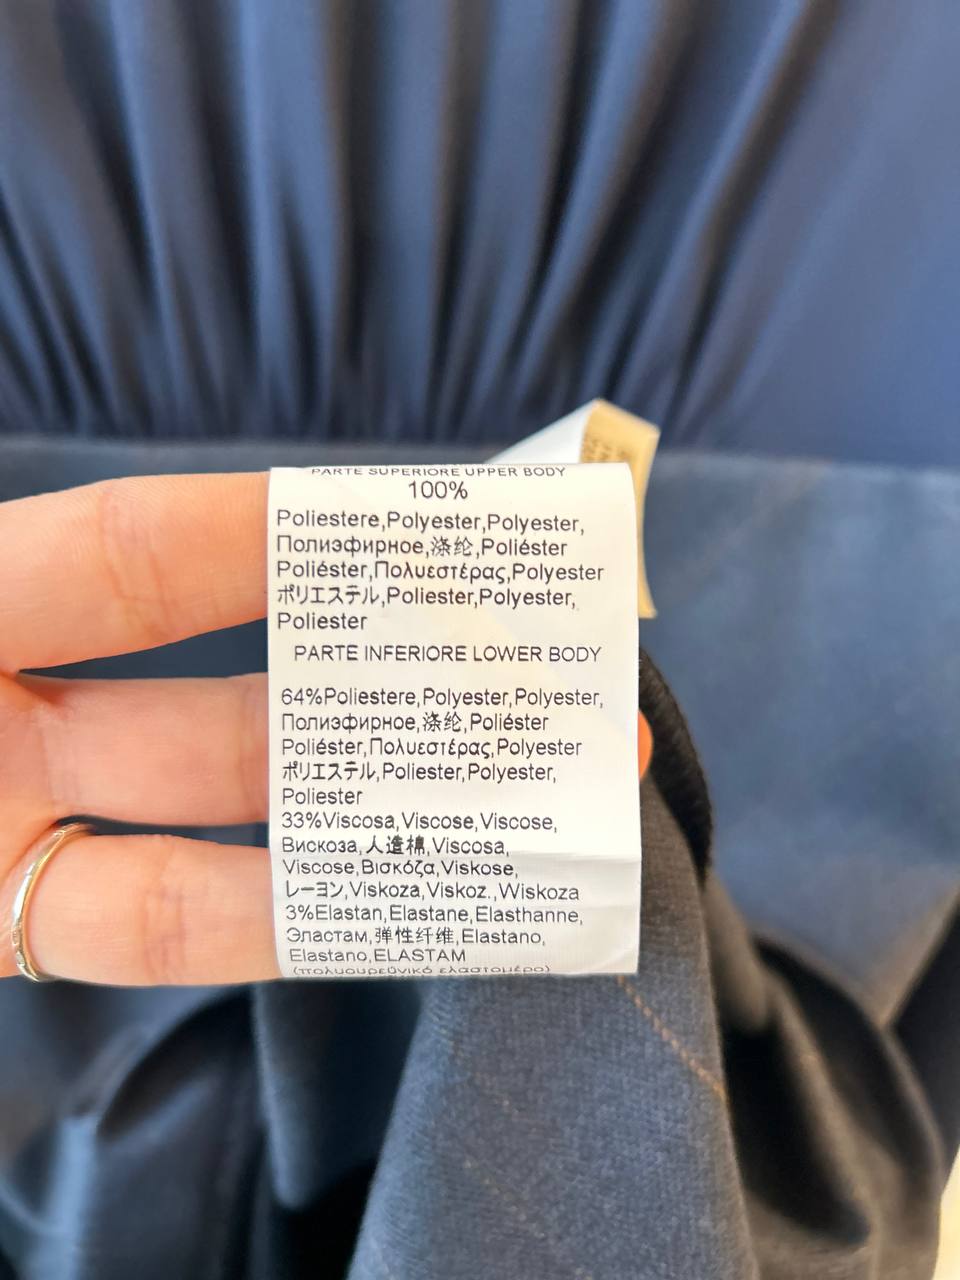 PARTE SUPERIORE UPPER BODY
100%
Poliestere,Polyester,Polyester,
Полиэфирное,涤纶,Poliéster
Poliéster,Πολυεστέρας,Polyester
ポリエステル,Poliester,Polyester,
Poliester
PARTE INFERIORE LOWER BODY
64%Poliestere,Polyester,Polyester,
Полиэфирное,涤纶,Poliéster
Poliéster,Πολυεστέρας,Polyester
ポリエステル,Poliester,Polyester,
Poliester
33%Viscosa,Viscose,Viscose,
Вискоза,人造棉,Viscosa,
Viscose,Βισκόζα,Viskose,
レーヨン,Viskoza,Viskoz.,Wiskoza
3%Elastan,Elastane,Elasthanne,
Эластам,弹性纤维,Elastano,
Elastano,ELASTAM
(πολυουρεθνικό ελαστομερο)